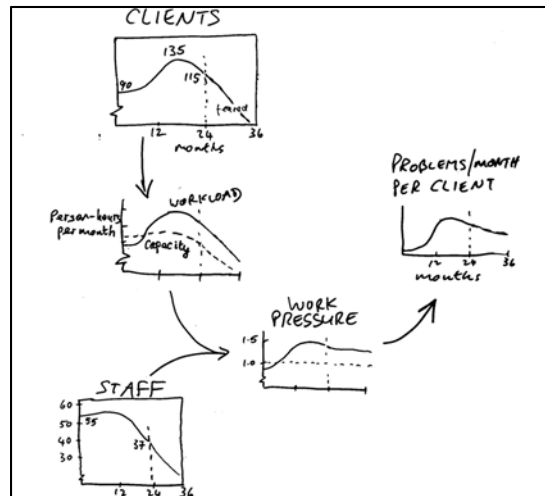 CLIENTS
135
90
115
feared
12
24
36
months
WORKLOAD
Person-hours
per month
Capacity
PROBLEMS/MONTH
PER CLIENT
12
24
36
months
WORK
PRESSURE
1.5
1.0
STAFF
60
50
40
30
55
37
12
24
36